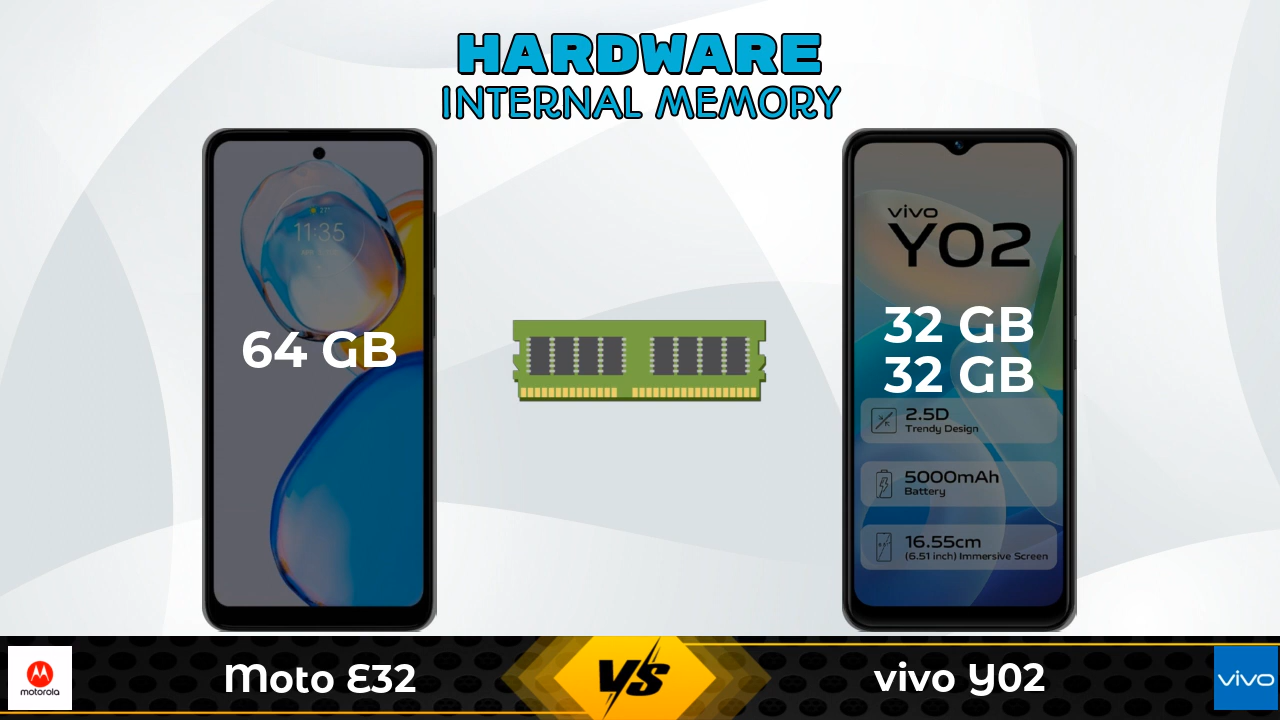 HARDWARE
INTERNAL MEMORY
11:35
64 GB
vivo
Y02
32 GB
32 GB
2.5D
Trendy Design
5000mAh
Battery
16.55cm
(6.51 inch) Immersive Screen
motorola
Moto E32
VS
vivo Y02
vivo